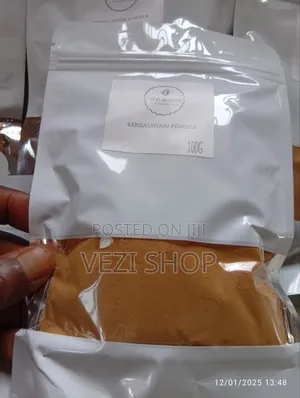 SANDALWOOD POWDER
100G
POSTED ON JIJI
VEZI SHOP
12/01/2025 13:48